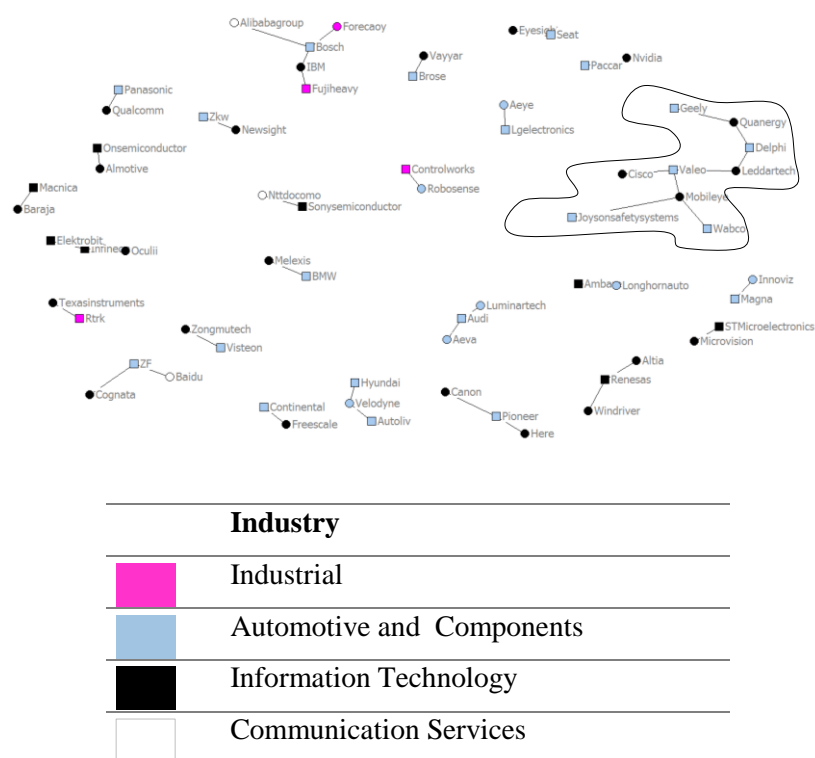 Alibabagroup
Forecaoy
Bosch
IBM
Fujiheavy
Vayyar
Brose
Eyesight
Seat
Paccar
Nvidia
Panasonic
Qualcomm
Zkw
Newsight
Aeye
Lgelectronics
Geely
Quanergy
Delphi
Onsemiconductor
Almotive
Controlworks
Robosense
Cisco
Valeo
Leddartech
Mobileye
Macnica
Baraja
Nttdocomo
Sonysemiconductor
Joysonsafetysystems
Wabco
Elektrobit
Oculii
Melexis
BMW
Longhornauto
Innoviz
Magna
Texasinstruments
Rtrk
Luminartech
Audi
Aeva
Zongmutech
Visteon
STMicroelectronics
Microvision
ZF
Baidu
Cognata
Hyundai
Velodyne
Autoliv
Continental
Freescale
Canon
Pioneer
Here
Altia
Renesas
Windriver
Industry
Industrial
Automotive and Components
Information Technology
Communication Services